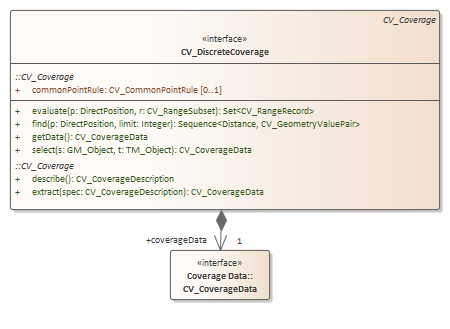 CV_Coverage
«interface»
CV_DiscreteCoverage
::CV_Coverage
+ commonPointRule: CV_CommonPointRule [0..1]
+ evaluate(p: DirectPosition, r: CV_RangeSubset): Set<CV_RangeRecord>
+ find(p: DirectPosition, limit: Integer): Sequence<Distance, CV_GeometryValuePair>
+ getData(): CV_CoverageData
+ select(s: GM_Object, t: TM_Object): CV_CoverageData
::CV_Coverage
+ describe(): CV_CoverageDescription
+ extract(spec: CV_CoverageDescription): CV_CoverageData
+coverageData 1
«interface»
Coverage Data::
CV_CoverageData